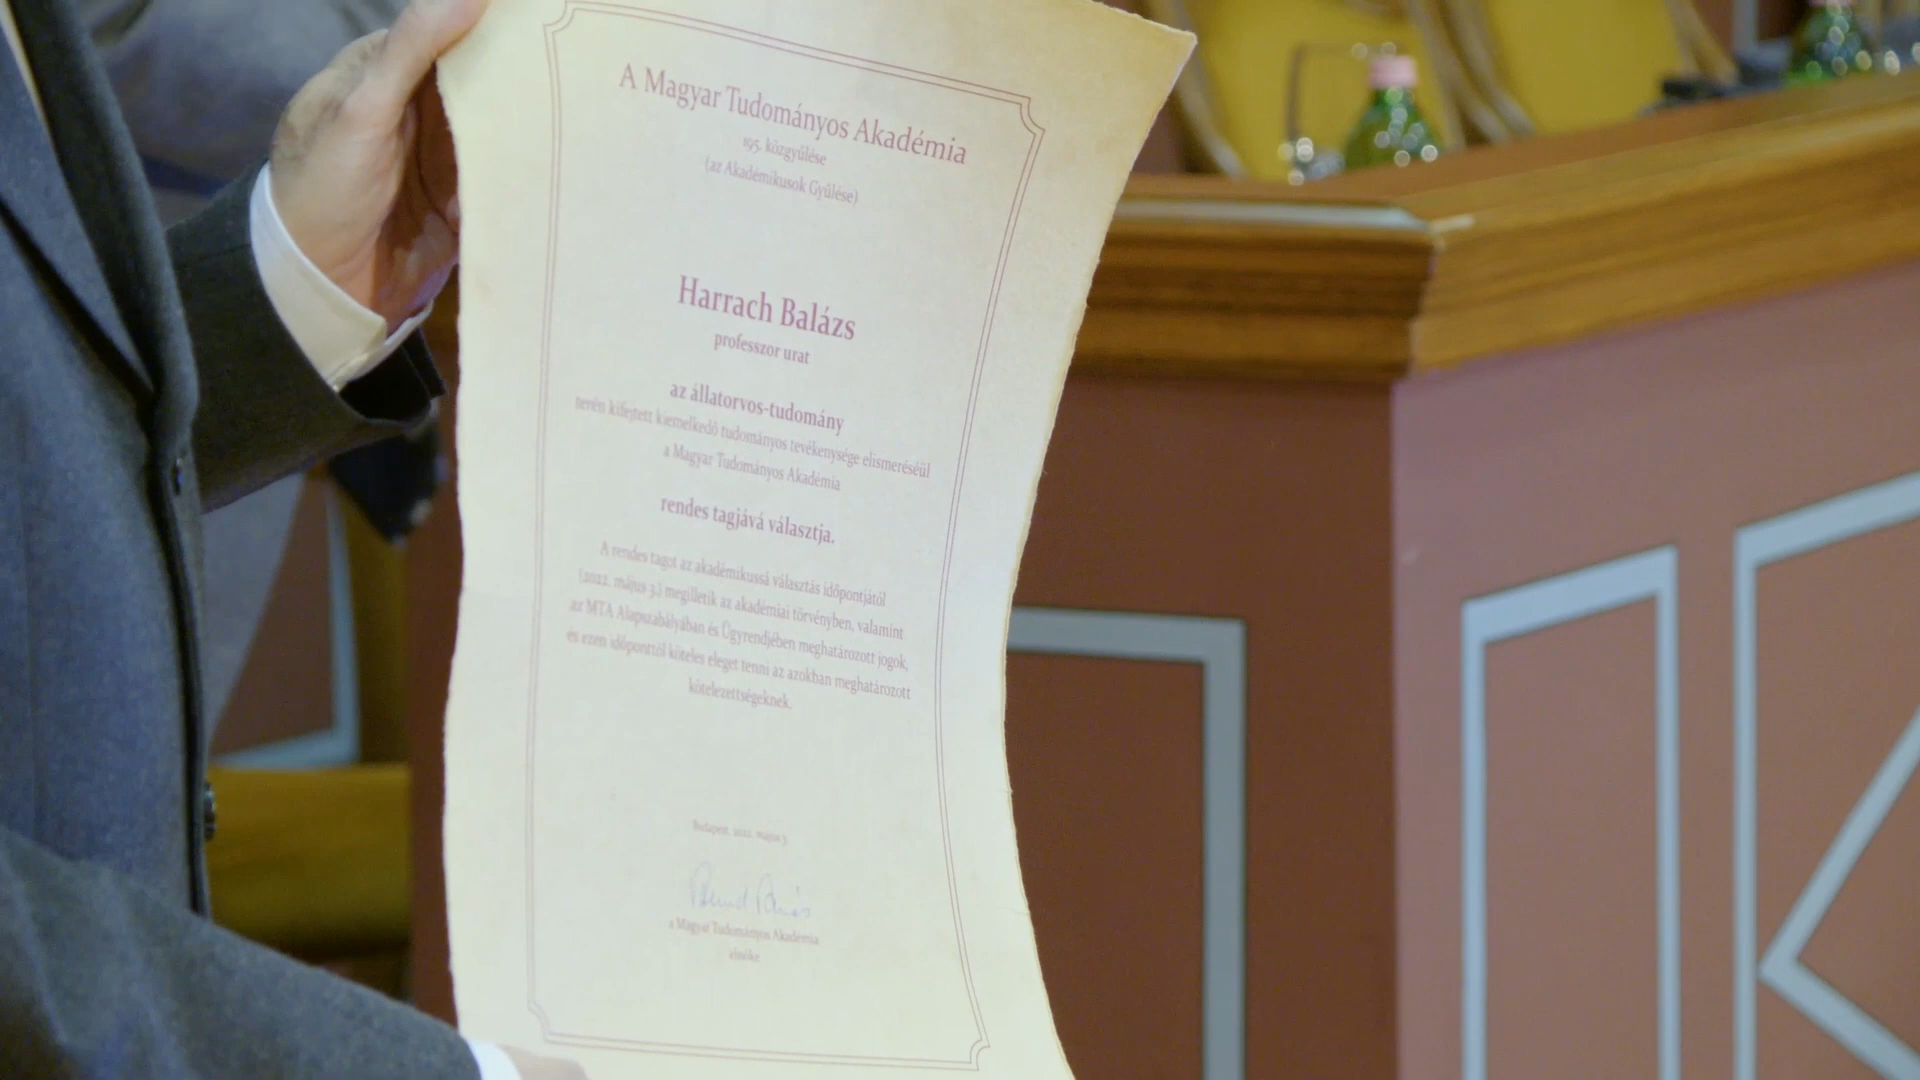 A Magyar Tudományos Akadémia
195. közgyűlése
(az Akadémikusok Gyűlése)
Harrach Balázs
professzor urat
az állatorvos-tudomány
terén kifejtett kiemelkedő tudományos tevékenysége elismeréséül
a Magyar Tudományos Akadémia
rendes tagjává választja.
A rendes tagot az akadémikussá választás időpontjától
(2022. május 3.) megilletik az akadémiai törvényben, valamint
az MTA Alapszabályában és Ügyrendjében meghatározott jogok,
és ezen időponttól köteles eleget tenni az azokban meghatározott
kötelezettségeknek.
Budapest, 2022. május 3.
a Magyar Tudományos Akadémia
elnöke